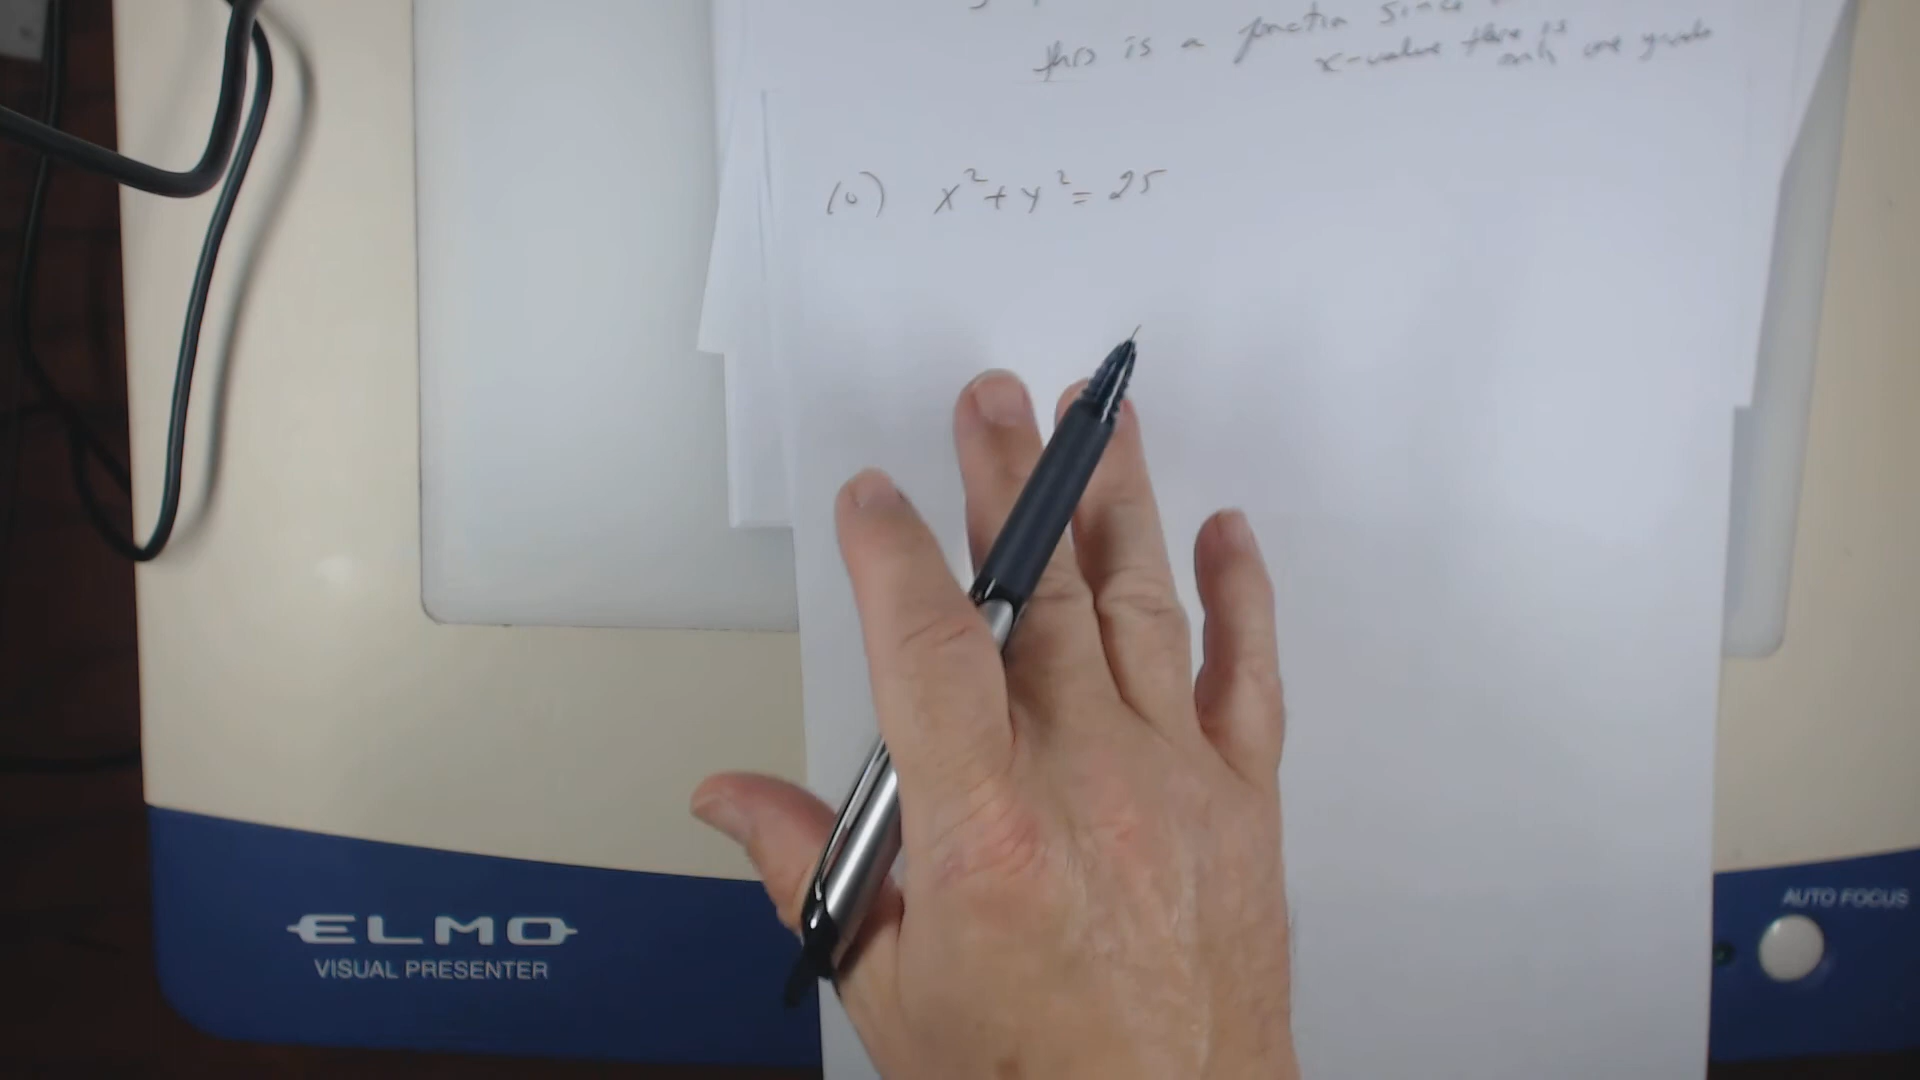 this is a function since
x-value there is
only one y-value
(b) x² + y² = 25
ELMO
VISUAL PRESENTER
AUTO FOCUS